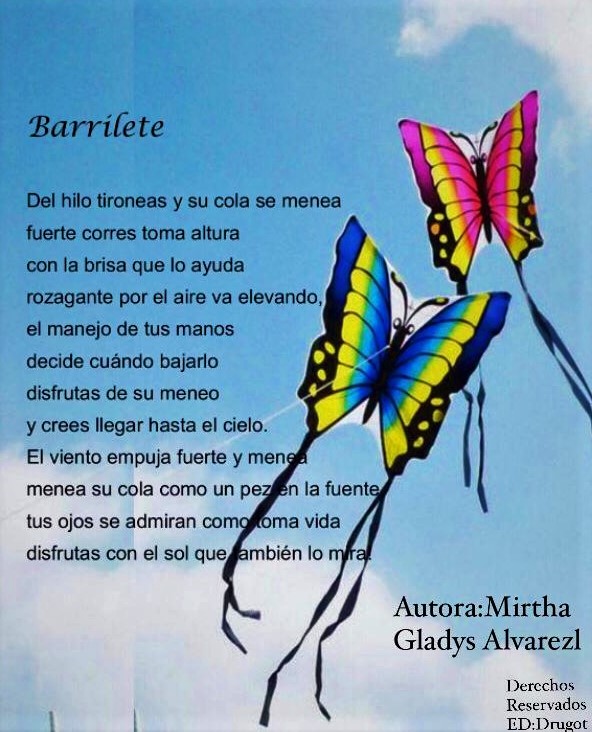 Barrilete
Del hilo tironeas y su cola se menea
fuerte corres toma altura
con la brisa que lo ayuda
rozagante por el aire va elevando,
el manejo de tus manos
decide cuándo bajarlo
disfrutas de su meneo
y crees llegar hasta el cielo.
El viento empuja fuerte y menea
menea su cola como un pez en la fuente,
tus ojos se admiran como toma vida
disfrutas con el sol que también lo mira.
Autora:Mirtha
Gladys Alvarezl
Derechos
Reservados
ED:Drugot